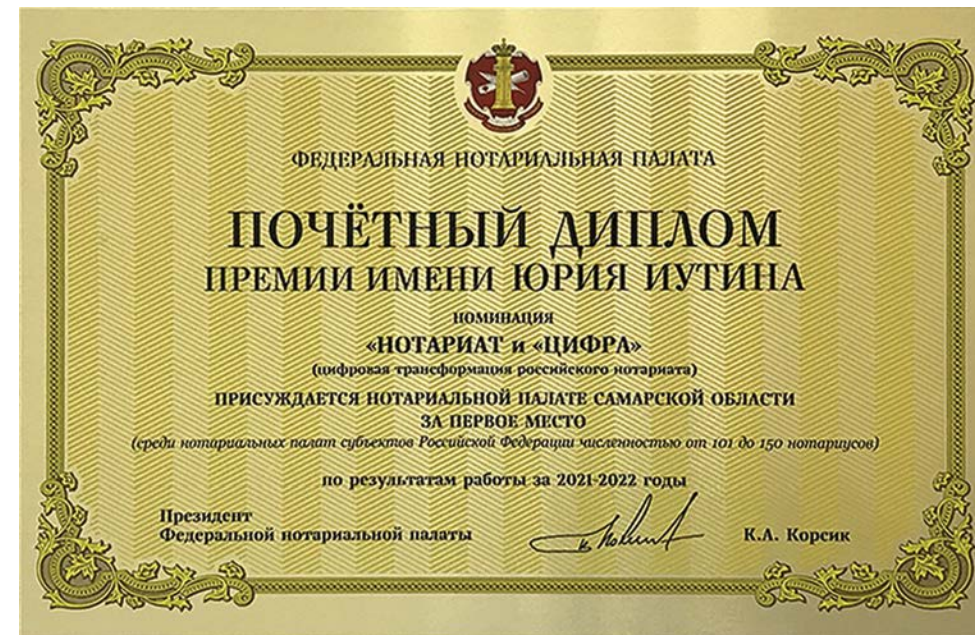 ФЕДЕРАЛЬНАЯ НОТАРИАЛЬНАЯ ПАЛАТА
ПОЧЁТНЫЙ ДИПЛОМ
ПРЕМИИ ИМЕНИ ЮРИЯ ИУТИНА
НОМИНАЦИЯ
«НОТАРИАТ и «ЦИФРА»
(цифровая трансформация российского нотариата)
ПРИСУЖДАЕТСЯ НОТАРИАЛЬНОЙ ПАЛАТЕ САМАРСКОЙ ОБЛАСТИ
ЗА ПЕРВОЕ МЕСТО
(среди нотариальных палат субъектов Российской Федерации численностью от 101 до 150 нотариусов)
по результатам работы за 2021-2022 годы
Президент
Федеральной нотариальной палаты
К.А. Корсик